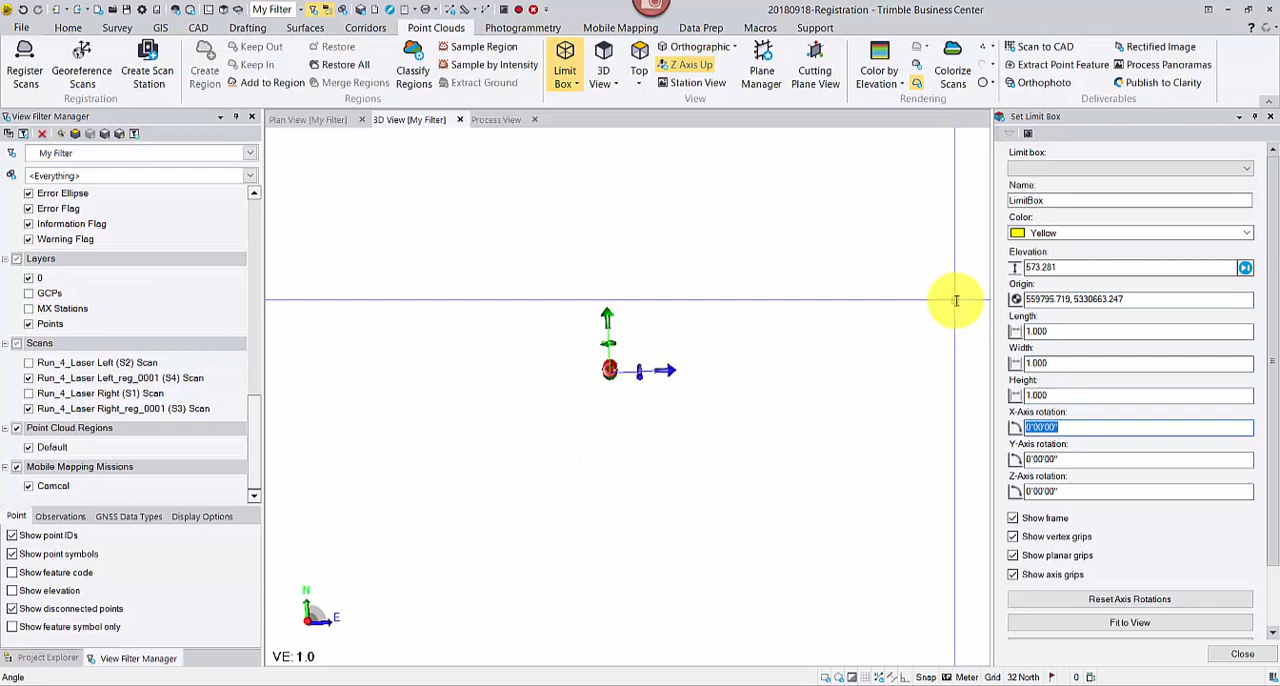 My Filter
20180918-Registration - Trimble Business Center
File Home Survey GIS CAD Drafting Surfaces Corridors Point Clouds Photogrammetry Mobile Mapping Data Prep Macros Support
Register Scans
Georeference Scans
Create Scan Station
Registration
Create Region
Keep Out
Keep In
Add to Region
Restore
Restore All
Merge Regions
Classify Regions
Sample Region
Sample by Intensity
Extract Ground
Regions
Limit Box
3D View
Top
Orthographic
Z Axis Up
Station View
Plane Manager
Cutting Plane View
View
Color by Elevation
Colorize Scans
Rendering
Scan to CAD
Extract Point Feature
Orthophoto
Rectified Image
Process Panoramas
Publish to Clarity
Deliverables
View Filter Manager
My Filter
<Everything>
Error Ellipse
Error Flag
Information Flag
Warning Flag
Layers
0
GCPs
MX Stations
Points
Scans
Run_4_Laser Left (S2) Scan
Run_4_Laser Left_reg_0001 (S4) Scan
Run_4_Laser Right (S1) Scan
Run_4_Laser Right_reg_0001 (S3) Scan
Point Cloud Regions
Default
Mobile Mapping Missions
Camcal
Point Observations GNSS Data Types Display Options
Show point IDs
Show point symbols
Show feature code
Show elevation
Show disconnected points
Show feature symbol only
Project Explorer View Filter Manager
Angle
Plan View [My Filter] 3D View [My Filter] Process View
N
E
VE: 1.0
Set Limit Box
Limit box:
Name:
LimitBox
Color:
Yellow
Elevation:
573.281
Origin:
559795.719, 5330663.247
Length:
1.000
Width:
1.000
Height:
1.000
X-Axis rotation:
0°00'00"
Y-Axis rotation:
0°00'00"
Z-Axis rotation:
0°00'00"
Show frame
Show vertex grips
Show planar grips
Show axis grips
Reset Axis Rotations
Fit to View
Close
Snap Meter Grid 32 North 0